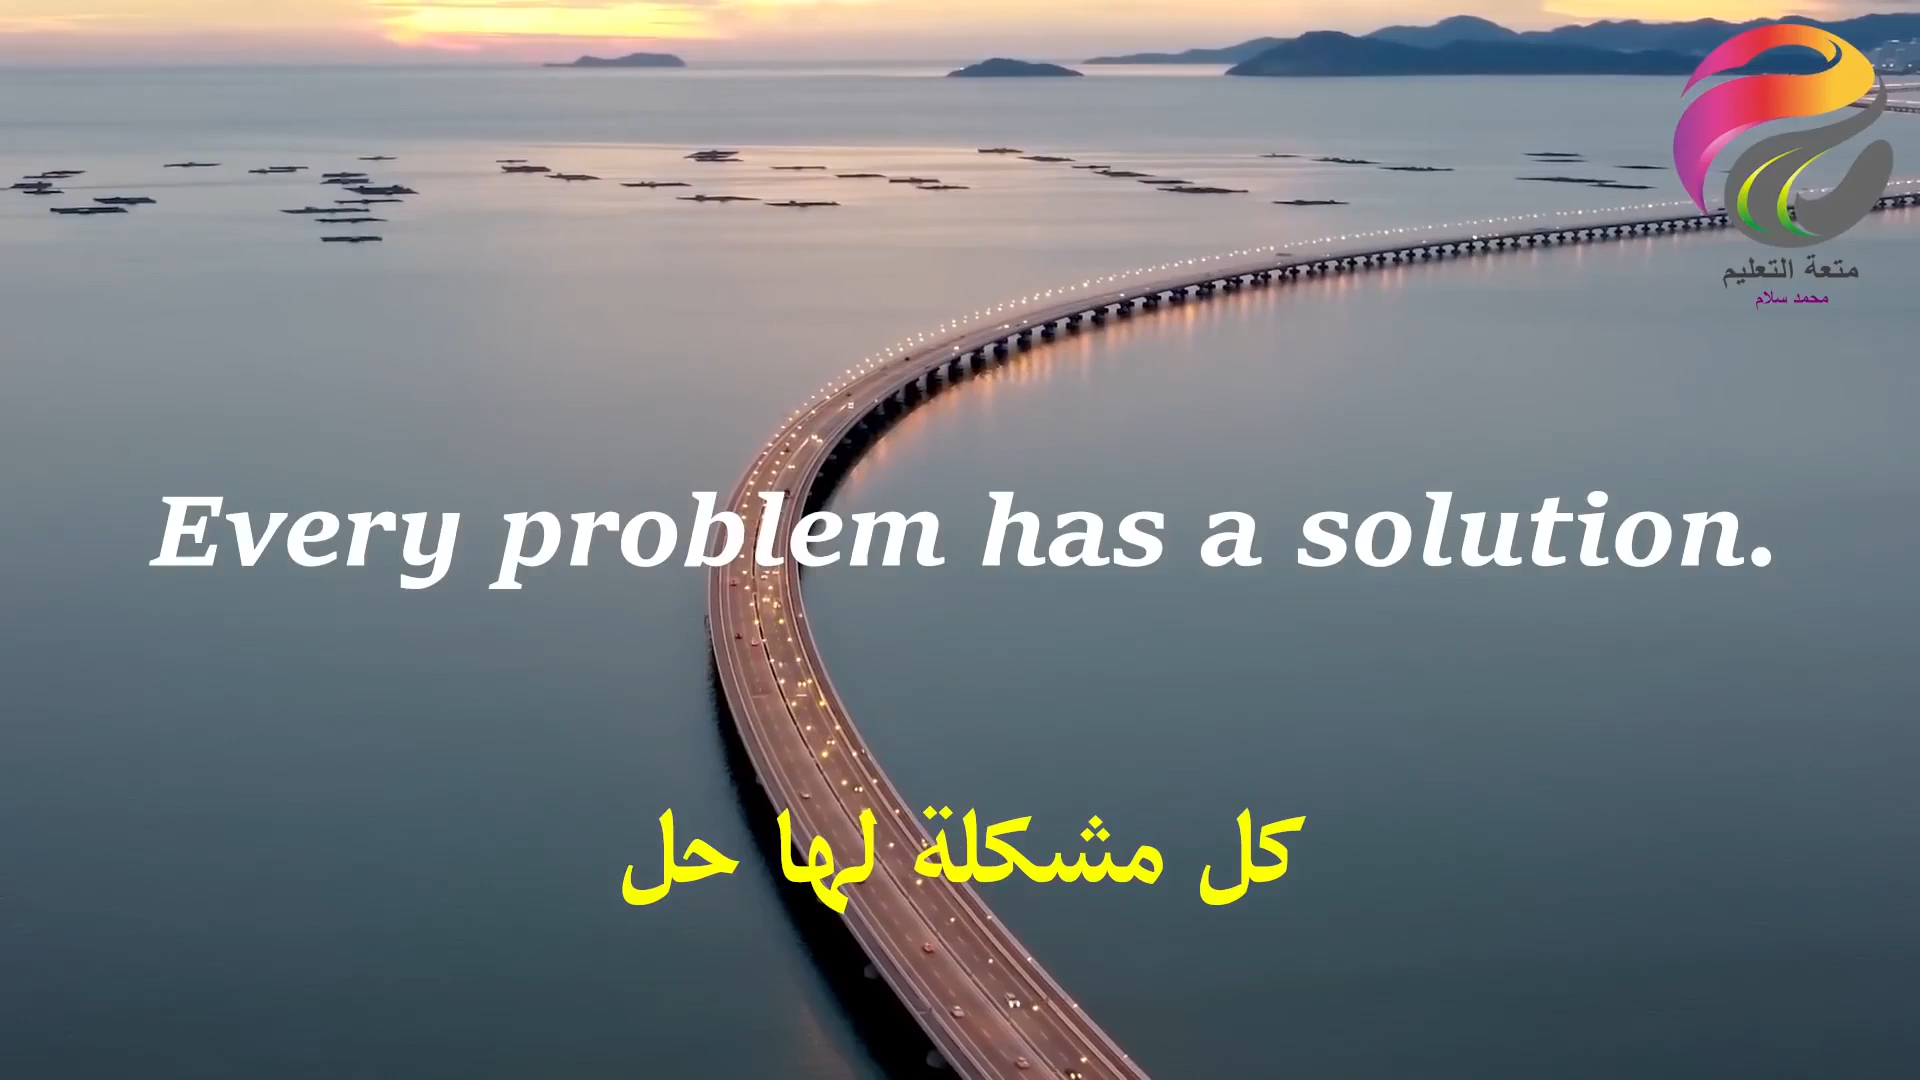 متعة التعليم
محمد سلام
Every problem has a solution.
كل مشكلة لها حل